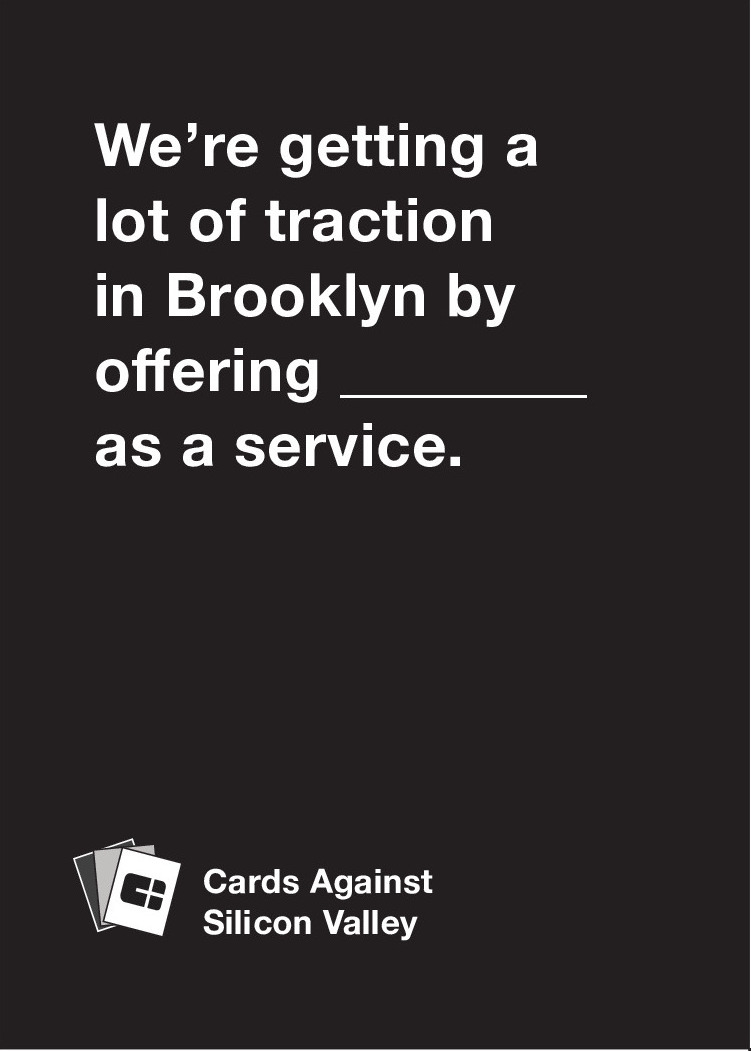 We’re getting a
lot of traction
in Brooklyn by
offering ________
as a service.
Cards Against
Silicon Valley